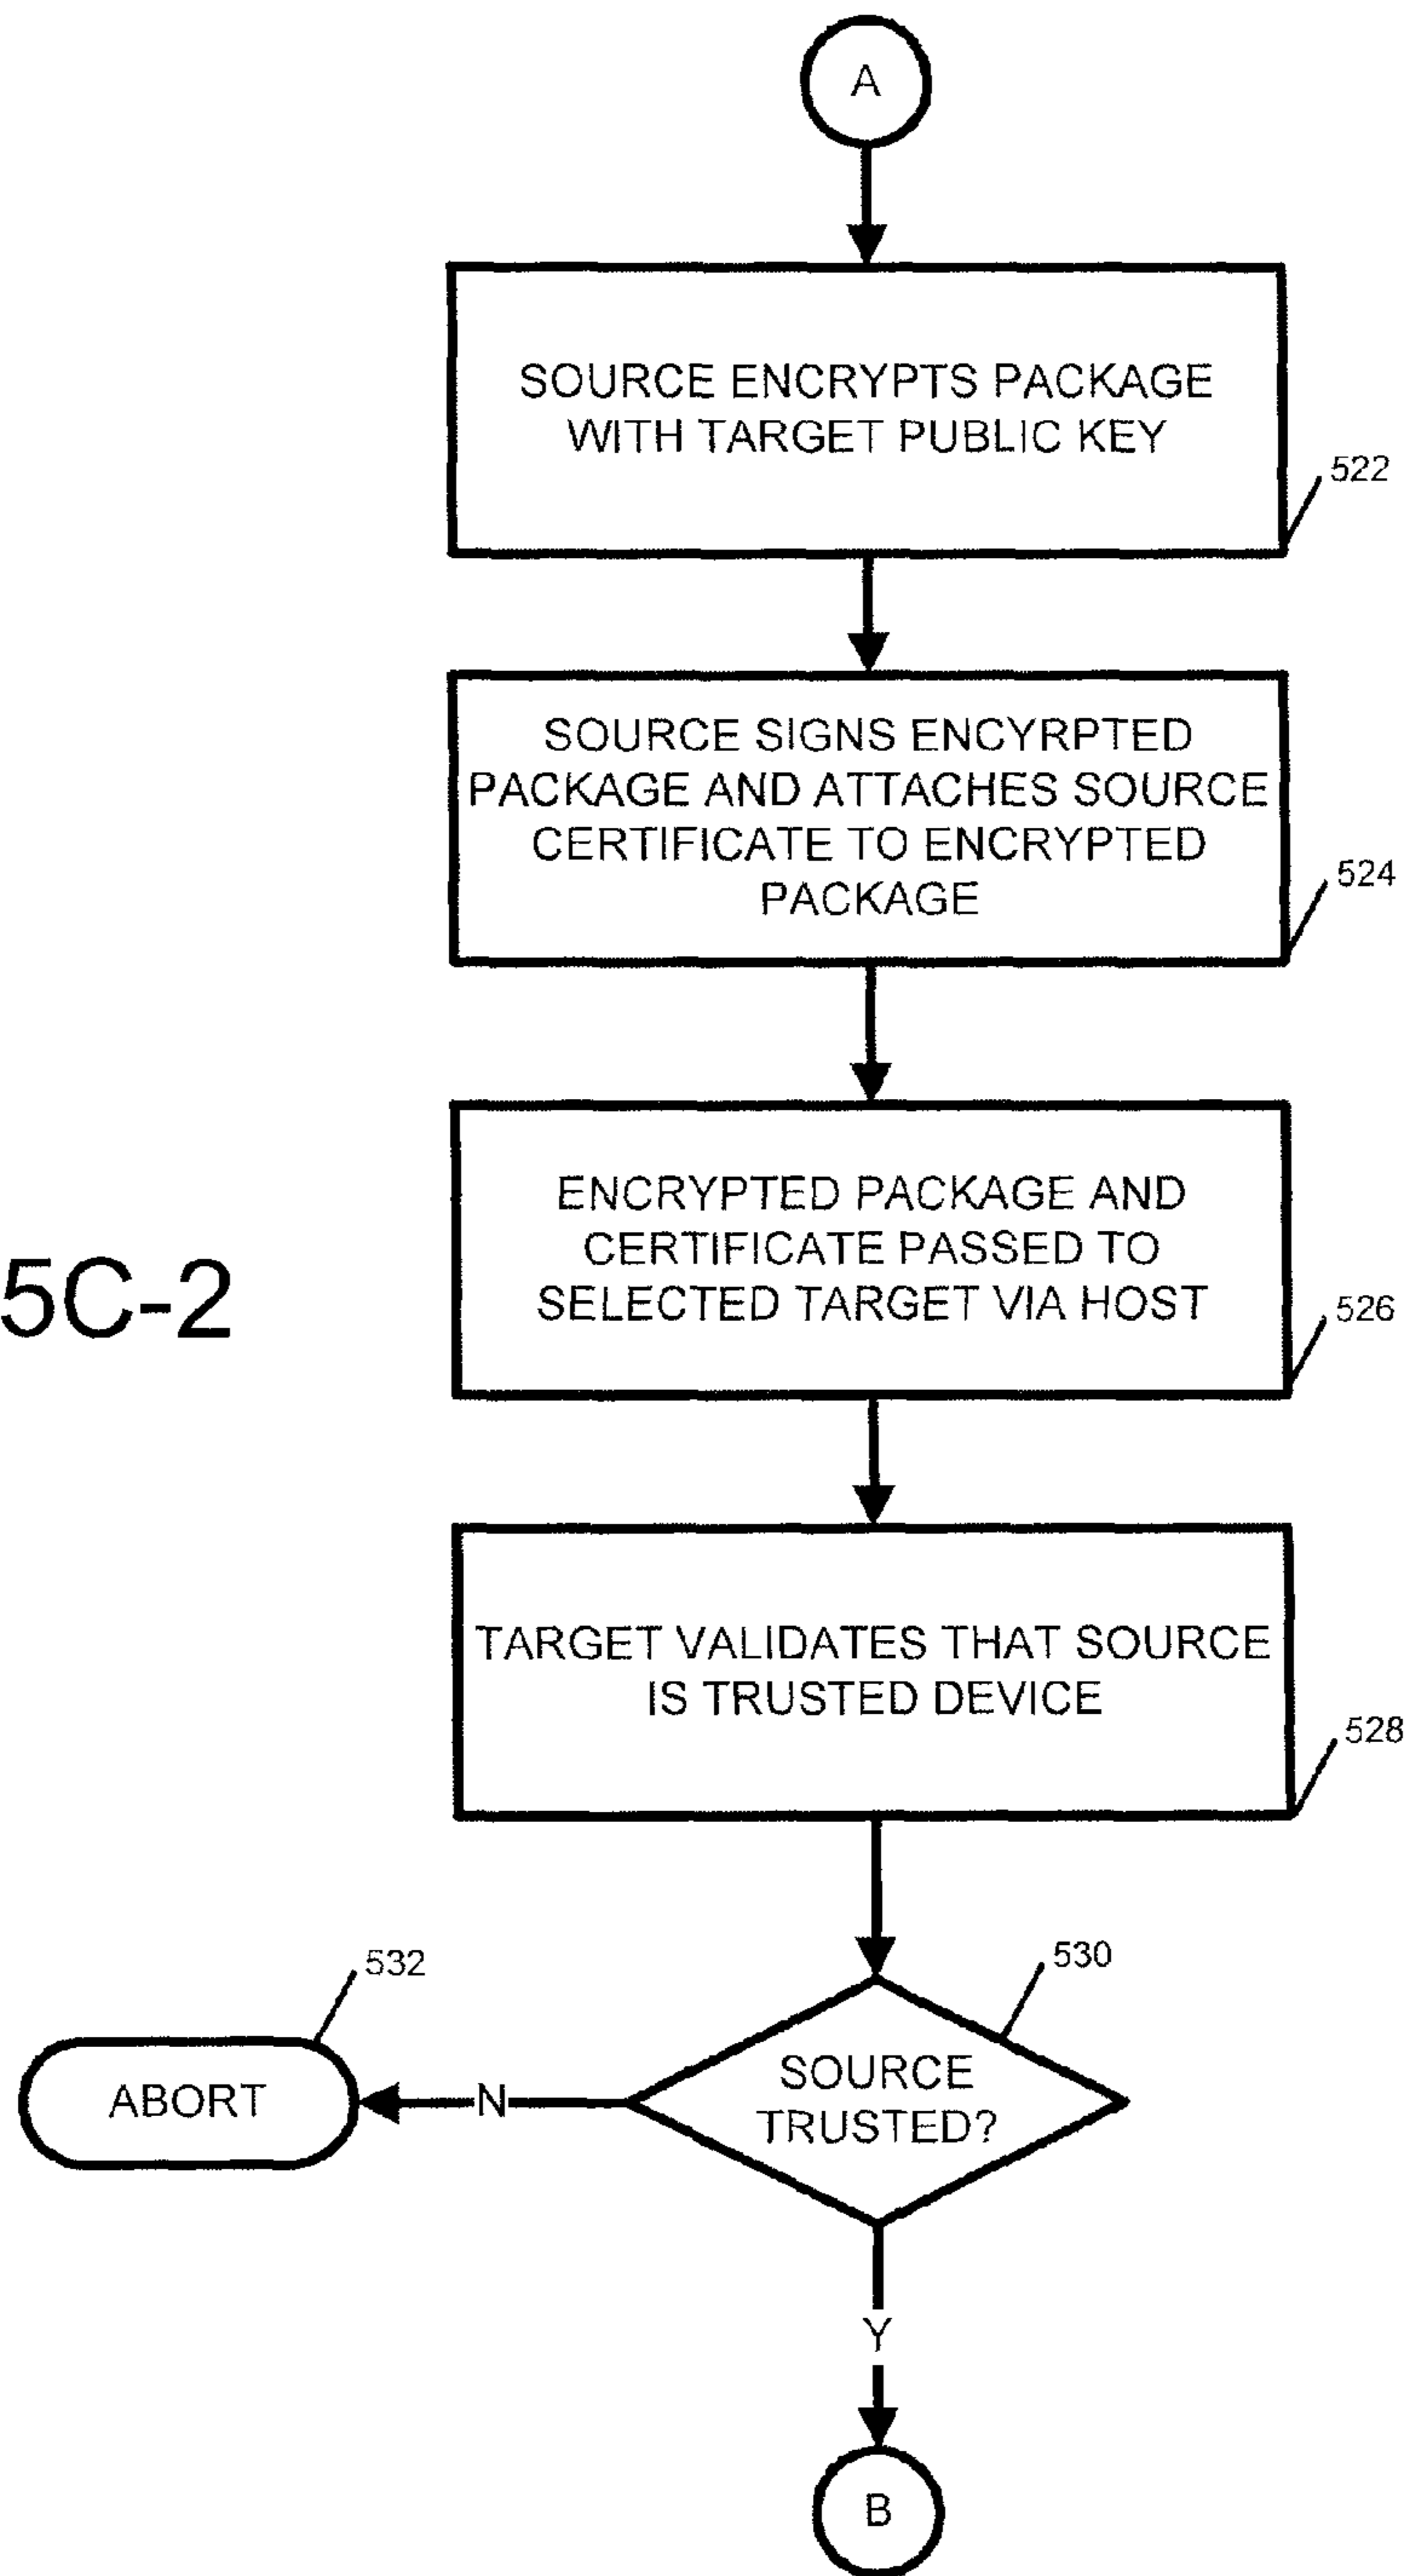 A
SOURCE ENCRYPTS PACKAGE
WITH TARGET PUBLIC KEY
522
SOURCE SIGNS ENCYRPTED
PACKAGE AND ATTACHES SOURCE
CERTIFICATE TO ENCRYPTED
PACKAGE
524
ENCRYPTED PACKAGE AND
CERTIFICATE PASSED TO
SELECTED TARGET VIA HOST
526
5C-2
TARGET VALIDATES THAT SOURCE
IS TRUSTED DEVICE
528
532
530
ABORT
N
SOURCE
TRUSTED?
Y
B